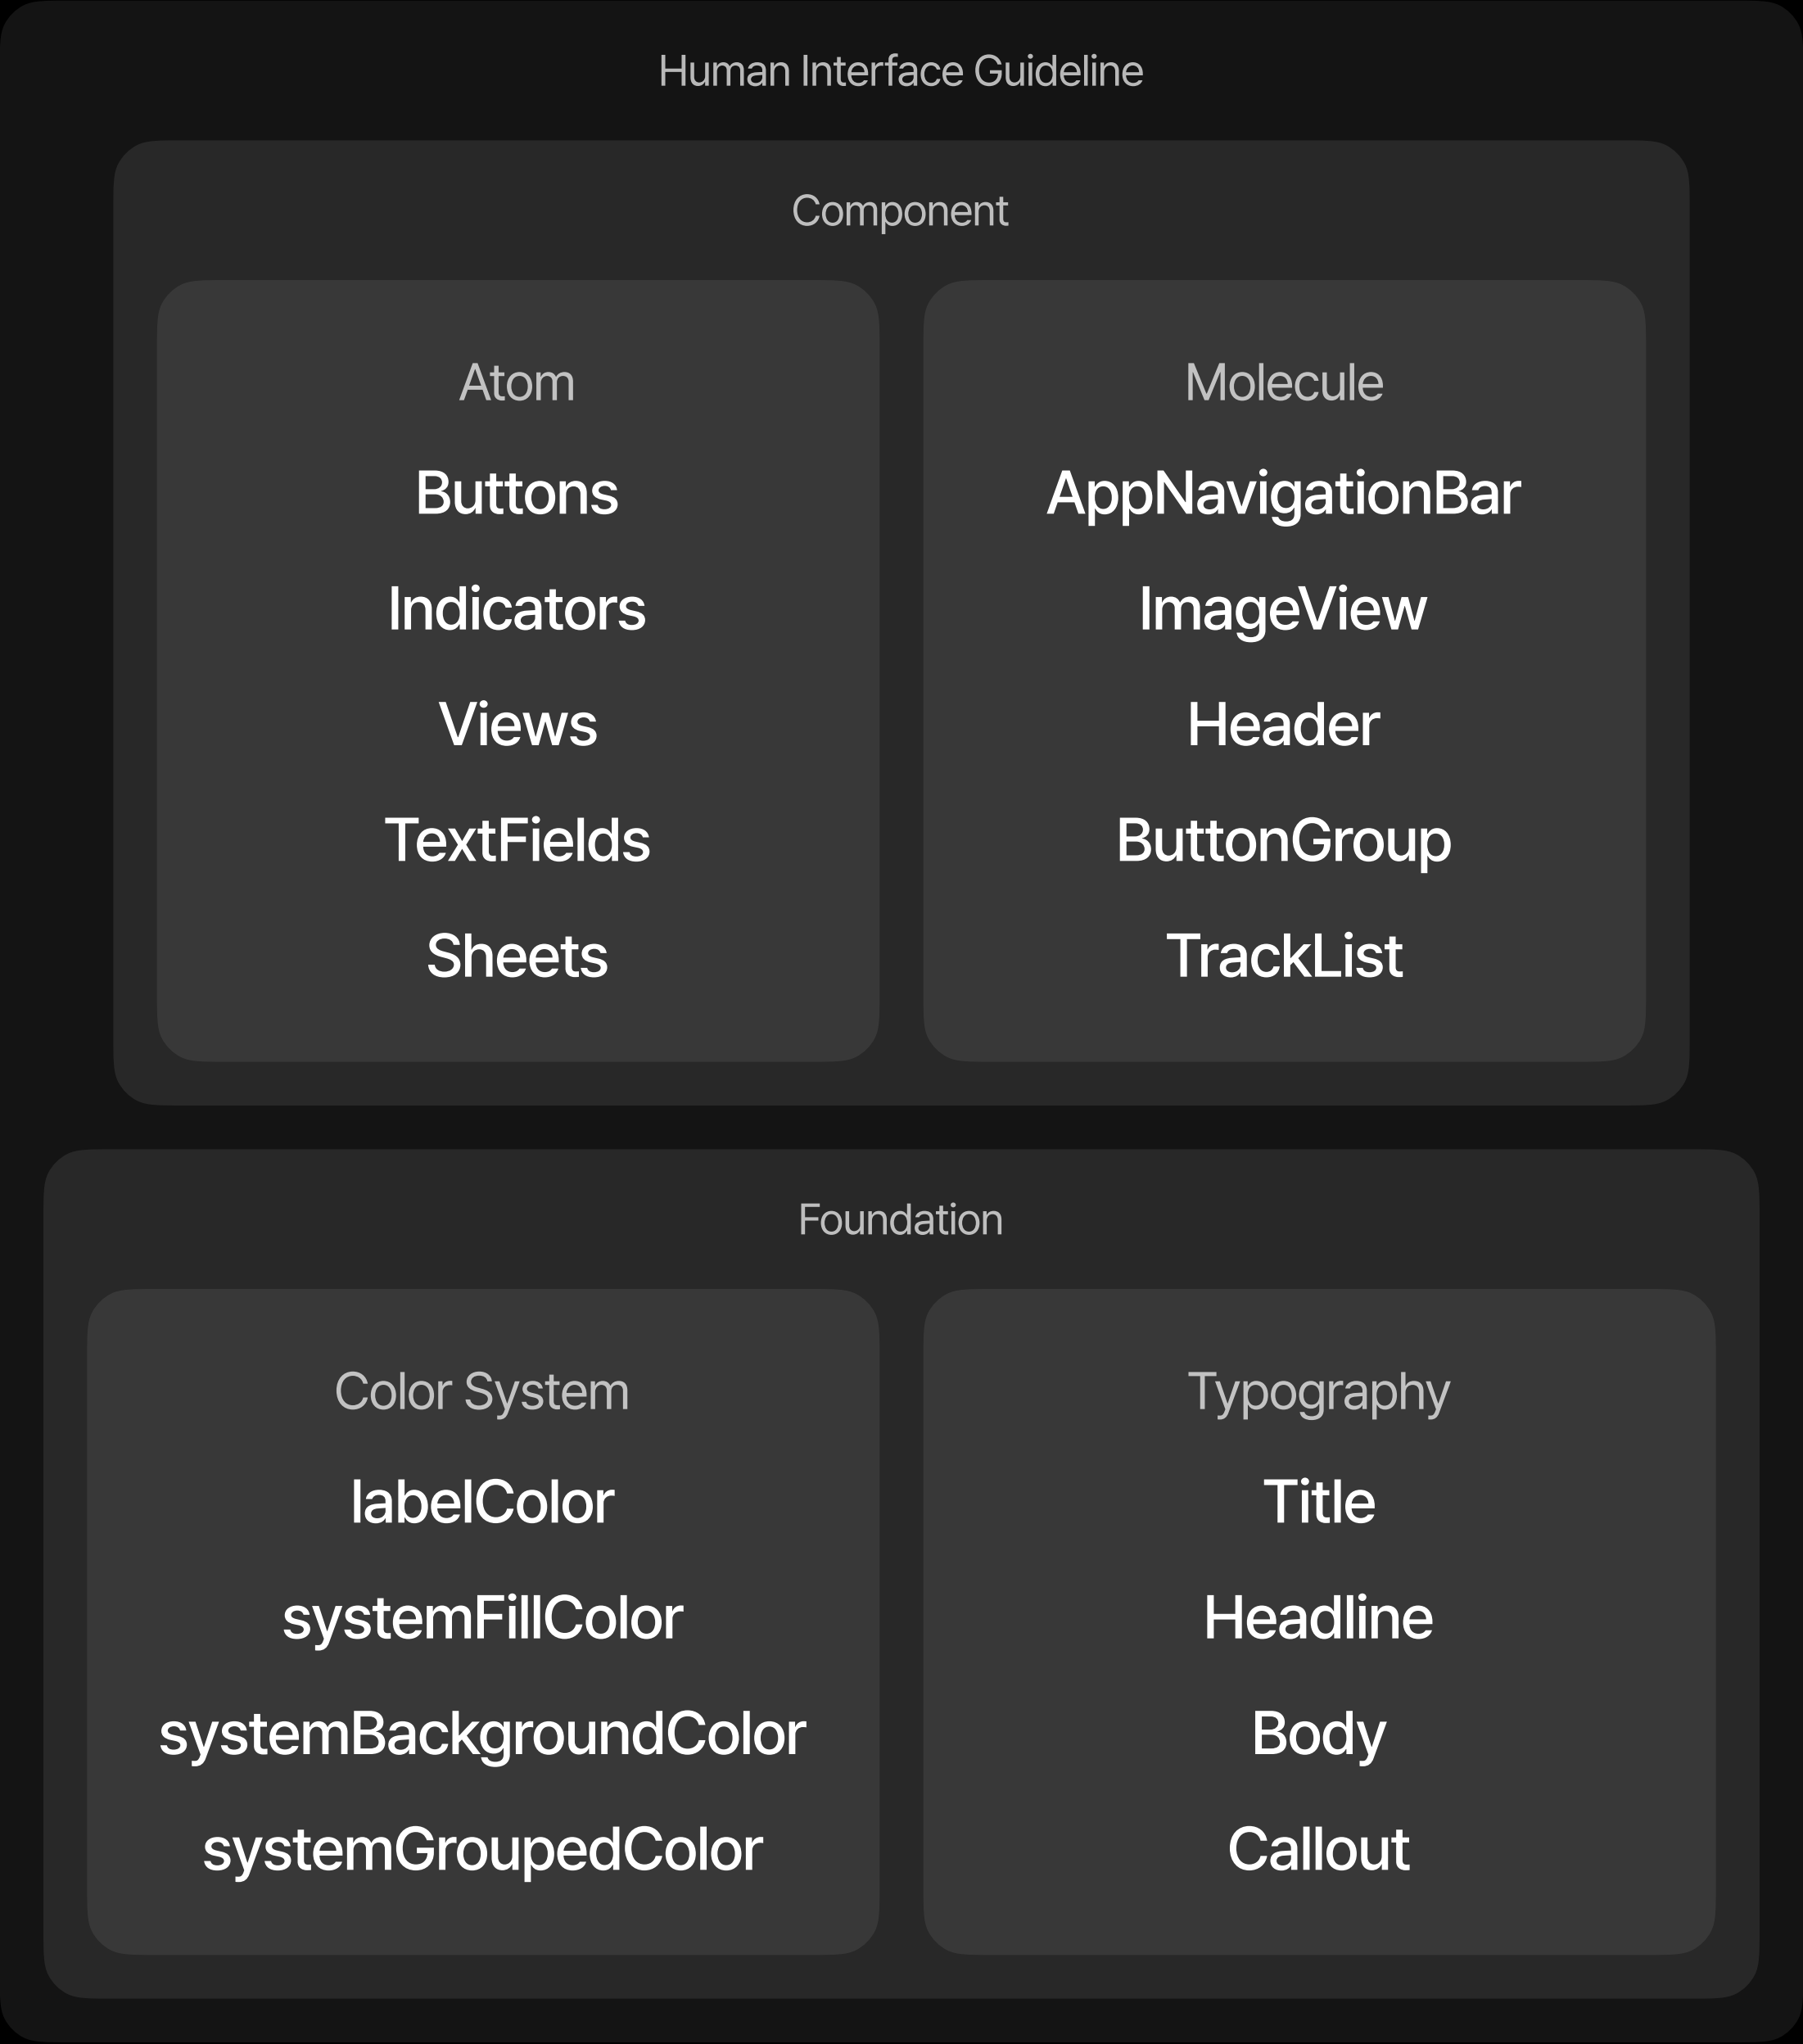 Human Interface Guideline
Component
Atom
Buttons
Indicators
Views
TextFields
Sheets
Molecule
AppNavigationBar
ImageView
Header
ButtonGroup
TrackList
Foundation
Color System
labelColor
systemFillColor
systemBackgroundColor
systemGroupedColor
Typography
Title
Headline
Body
Callout